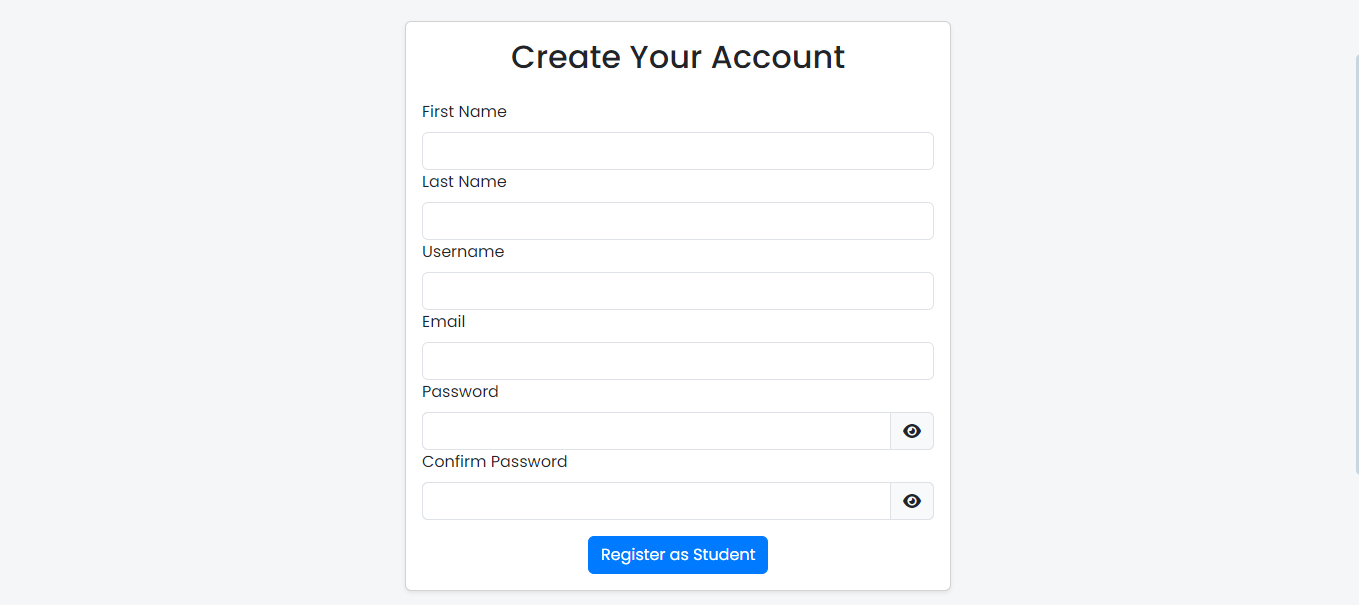 Create Your Account
First Name
Last Name
Username
Email
Password
Confirm Password
Register as Student